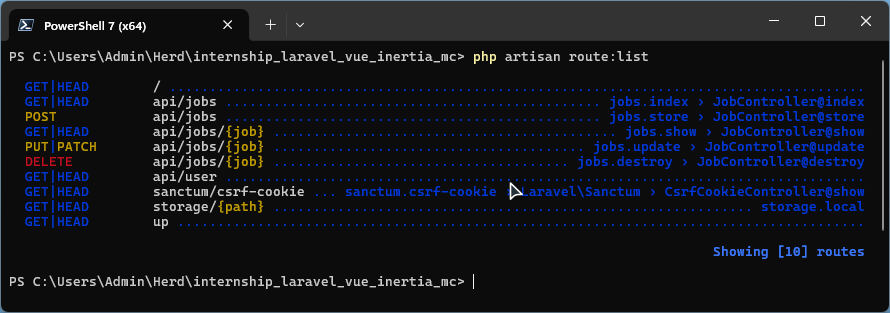 PowerShell 7 (x64)
PS C:\Users\Admin\Herd\internship_laravel_vue_inertia_mc> php artisan route:list
GET|HEAD / ........................................................................................
GET|HEAD api/jobs ............................................... jobs.index › JobController@index
POST api/jobs ............................................... jobs.store › JobController@store
GET|HEAD api/jobs/{job} ............................................ jobs.show › JobController@show
PUT|PATCH api/jobs/{job} ........................................ jobs.update › JobController@update
DELETE api/jobs/{job} ...................................... jobs.destroy › JobController@destroy
GET|HEAD api/user .................................................................................
GET|HEAD sanctum/csrf-cookie ... sanctum.csrf-cookie › Laravel\Sanctum › CsrfCookieController@show
GET|HEAD storage/{path} ............................................................ storage.local
GET|HEAD up .......................................................................................
Showing [10] routes
PS C:\Users\Admin\Herd\internship_laravel_vue_inertia_mc>